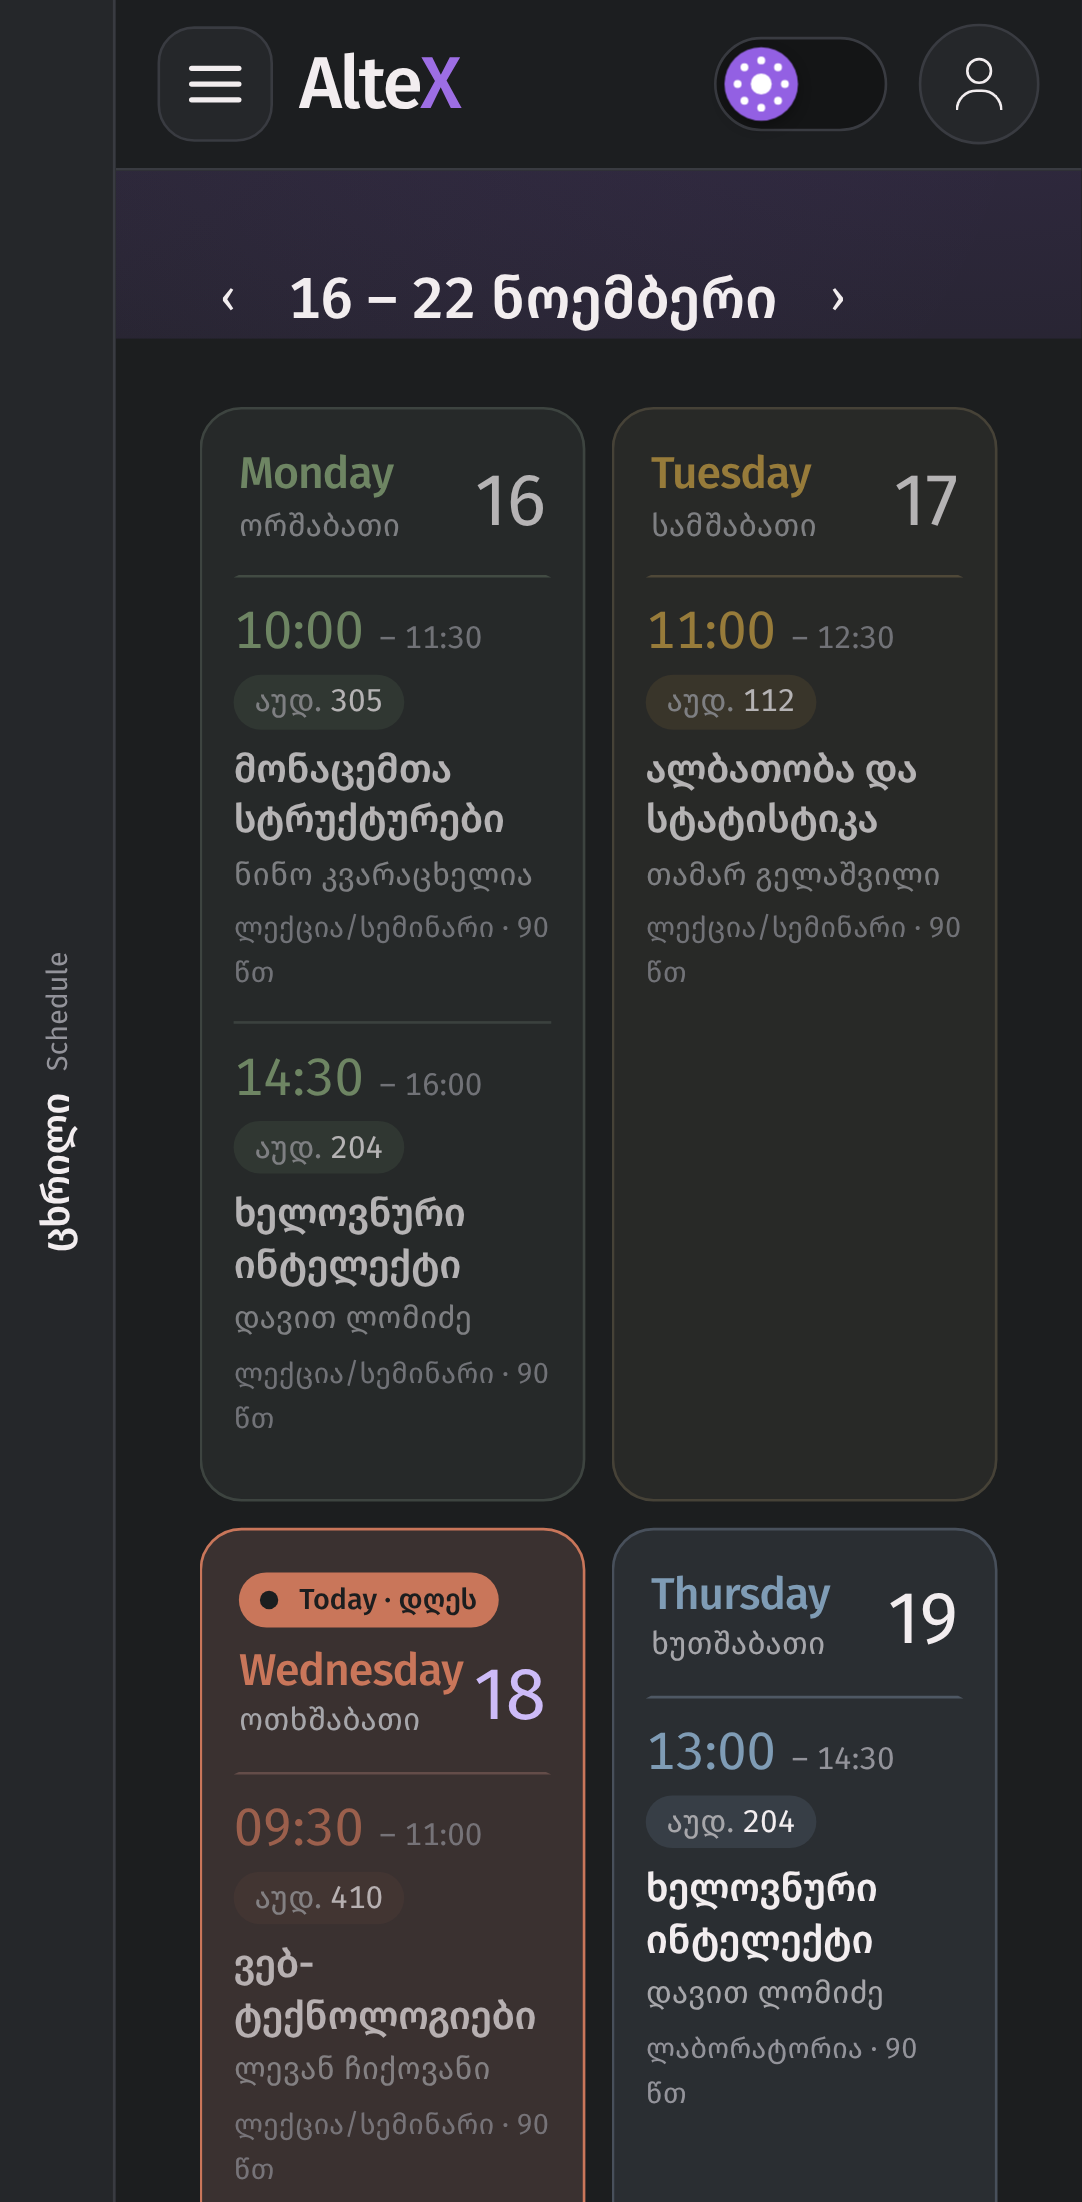 AlteX
‹ 16 – 22 ნოემბერი ›
Monday
ორშაბათი
16
10:00 – 11:30
აუდ. 305
მონაცემთა
სტრუქტურები
ნინო კვარაცხელია
ლექცია/სემინარი · 90
წთ
14:30 – 16:00
აუდ. 204
ხელოვნური
ინტელექტი
დავით ლომიძე
ლექცია/სემინარი · 90
წთ
Tuesday
სამშაბათი
17
11:00 – 12:30
აუდ. 112
ალბათობა და
სტატისტიკა
თამარ გელაშვილი
ლექცია/სემინარი · 90
წთ
Today · დღეს
Wednesday
ოთხშაბათი
18
09:30 – 11:00
აუდ. 410
ვებ-
ტექნოლოგიები
ლევან ჩიქოვანი
ლექცია/სემინარი · 90
წთ
Thursday
ხუთშაბათი
19
13:00 – 14:30
აუდ. 204
ხელოვნური
ინტელექტი
დავით ლომიძე
ლაბორატორია · 90
წთ
ცხრილი Schedule